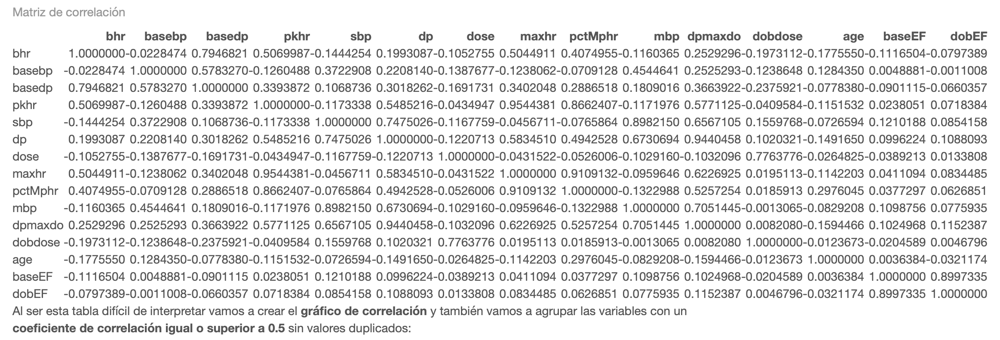 Matriz de correlación
bhr basebp basedp pkhr sbp dp dose maxhr pctMphr mbp dpmaxdo dobdose age baseEF dobEF
bhr 1.0000000-0.0228474 0.7946821 0.5069987-0.1444254 0.1993087-0.1052755 0.5044911 0.4074955-0.1160365 0.2529296-0.1973112-0.1775550-0.1116504-0.0797389
basebp -0.0228474 1.0000000 0.5783270-0.1260488 0.3722908 0.2208140-0.1387677-0.1238062-0.0709128 0.4544641 0.2525293-0.1238648 0.1284350 0.0048881-0.0011008
basedp 0.7946821 0.5783270 1.0000000 0.3393872 0.1068736 0.3018262-0.1691731 0.3402048 0.2886518 0.1809016 0.3663922-0.2375921-0.0778380-0.0901115-0.0660357
pkhr 0.5069987-0.1260488 0.3393872 1.0000000-0.1173338 0.5485216-0.0434947 0.9544381 0.8662407-0.1171976 0.5771125-0.0409584-0.1151532 0.0238051 0.0718384
sbp -0.1444254 0.3722908 0.1068736-0.1173338 1.0000000 0.7475026-0.1167759-0.0456711-0.0765864 0.8982150 0.6567105 0.1559768-0.0726594 0.1210188 0.0854158
dp 0.1993087 0.2208140 0.3018262 0.5485216 0.7475026 1.0000000-0.1220713 0.5834510 0.4942528 0.6730694 0.9440458 0.1020321-0.1491650 0.0996224 0.1088093
dose -0.1052755-0.1387677-0.1691731-0.0434947-0.1167759-0.1220713 1.0000000-0.0431522-0.0526006-0.1029160-0.1032096 0.7763776-0.0264825-0.0389213 0.0133808
maxhr 0.5044911-0.1238062 0.3402048 0.9544381-0.0456711 0.5834510-0.0431522 1.0000000 0.9109132-0.0959646 0.6226925 0.0195113-0.1142203 0.0411094 0.0834485
pctMphr 0.4074955-0.0709128 0.2886518 0.8662407-0.0765864 0.4942528-0.0526006 0.9109132 1.0000000-0.1322988 0.5257254 0.0185913 0.2976045 0.0377297 0.0626851
mbp -0.1160365 0.4544641 0.1809016-0.1171976 0.8982150 0.6730694-0.1029160-0.0959646-0.1322988 1.0000000 0.7051445-0.0013065-0.0829208 0.1098756 0.0775935
dpmaxdo 0.2529296 0.2525293 0.3663922 0.5771125 0.6567105 0.9440458-0.1032096 0.6226925 0.5257254 0.7051445 1.0000000 0.0082080-0.1594466 0.1024968 0.1152387
dobdose -0.1973112-0.1238648-0.2375921-0.0409584 0.1559768 0.1020321 0.7763776 0.0195113 0.0185913-0.0013065 0.0082080 1.0000000-0.0123673-0.0204589 0.0046796
age -0.1775550 0.1284350-0.0778380-0.1151532-0.0726594-0.1491650-0.0264825-0.1142203 0.2976045-0.0829208-0.1594466-0.0123673 1.0000000 0.0036384-0.0321174
baseEF -0.1116504 0.0048881-0.0901115 0.0238051 0.1210188 0.0996224-0.0389213 0.0411094 0.0377297 0.1098756 0.1024968-0.0204589 0.0036384 1.0000000 0.8997335
dobEF -0.0797389-0.0011008-0.0660357 0.0718384 0.0854158 0.1088093 0.0133808 0.0834485 0.0626851 0.0775935 0.1152387 0.0046796-0.0321174 0.8997335 1.0000000
Al ser esta tabla difícil de interpretar vamos a crear el gráfico de correlación y también vamos a agrupar las variables con un
coeficiente de correlación igual o superior a 0.5 sin valores duplicados: